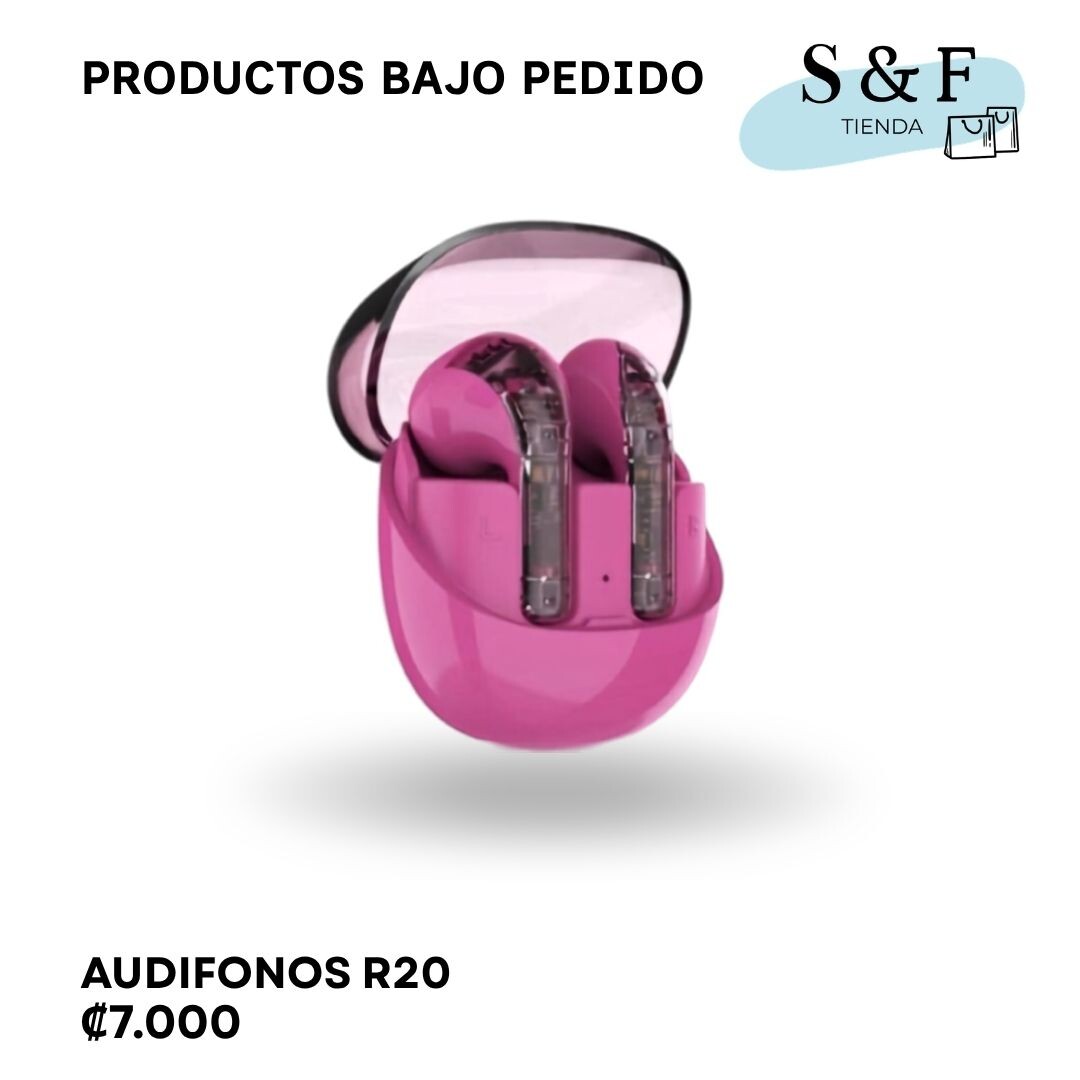 PRODUCTOS BAJO PEDIDO
S & F
TIENDA
L
R
AUDIFONOS R20
₡7.000